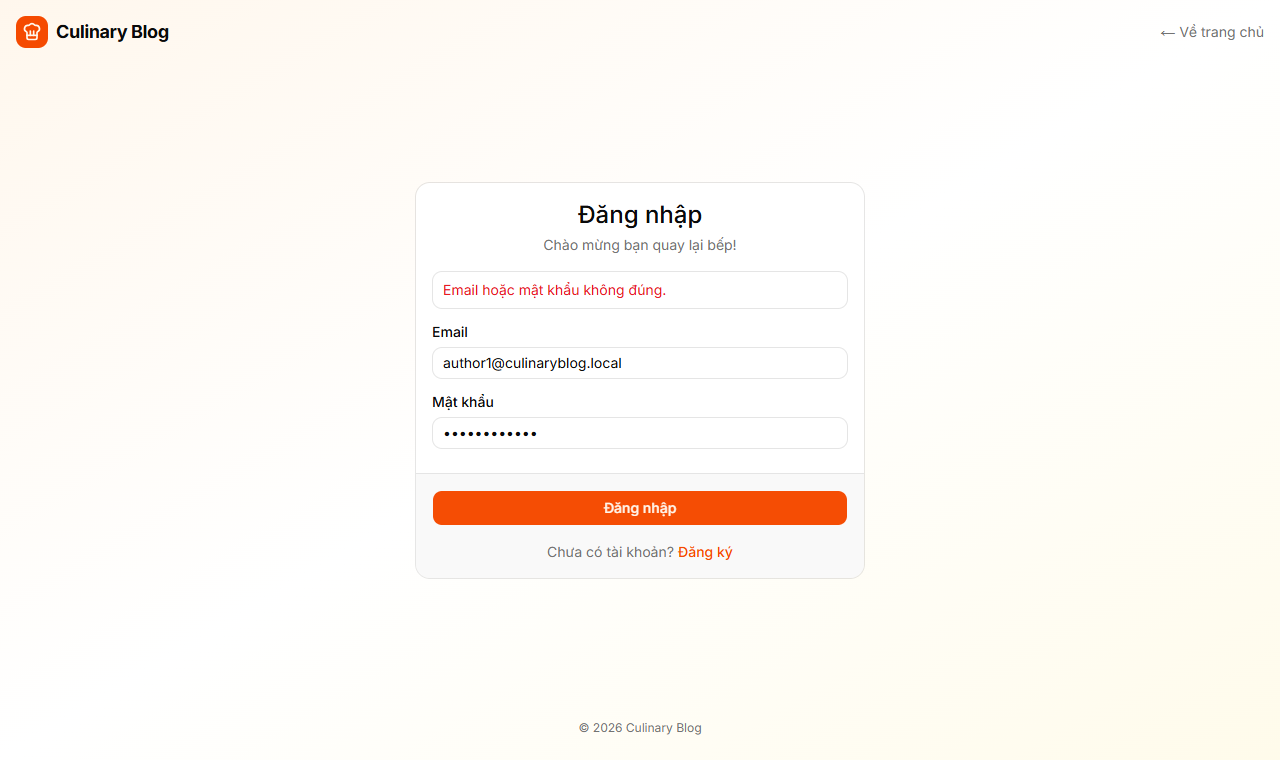 Culinary Blog
← Về trang chủ
Đăng nhập
Chào mừng bạn quay lại bếp!
Email hoặc mật khẩu không đúng.
Email
author1@culinaryblog.local
Mật khẩu
••••••••••••
Đăng nhập
Chưa có tài khoản? Đăng ký
© 2026 Culinary Blog